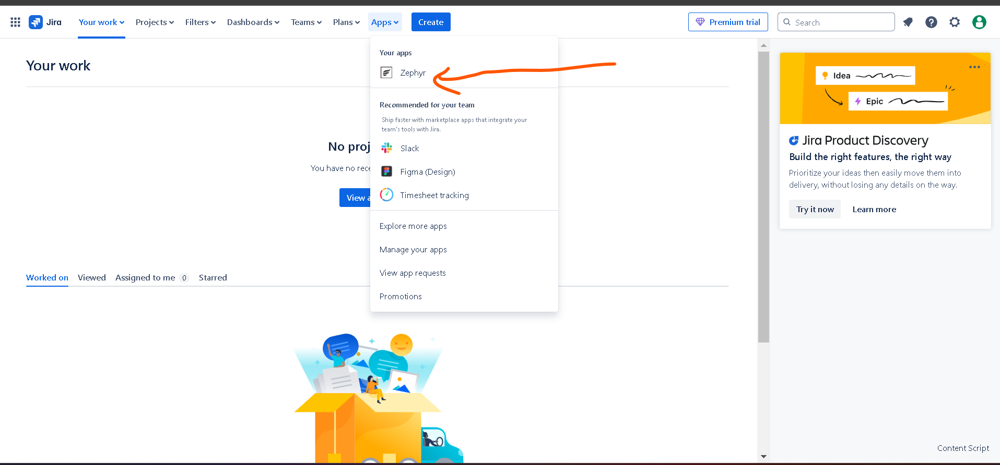 Jira
Your work
Projects
Filters
Dashboards
Teams
Plans
Apps
Create
Premium trial
Search
Your work
Your apps
Zephyr
Recommended for your team
Ship faster with marketplace apps that integrate your
team's tools with Jira.
Slack
Figma (Design)
Timesheet tracking
Explore more apps
Manage your apps
View app requests
Promotions
No proj
You have no rece
View a
Worked on
Viewed
Assigned to me 0
Starred
Idea
Epic
Jira Product Discovery
Build the right features, the right way
Prioritize your ideas then easily move them into
delivery, without losing any details on the way.
Try it now
Learn more
Content Script